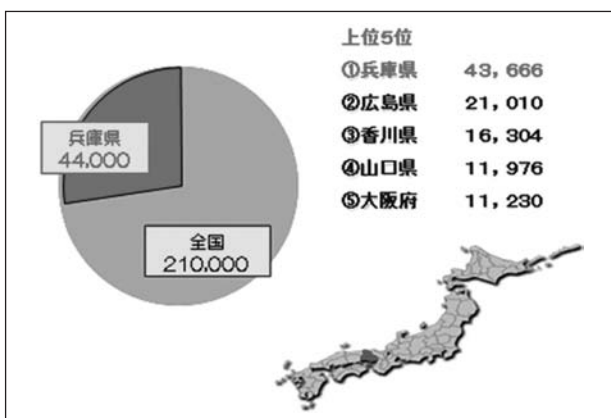 上位5位
①兵庫県 43,666
②広島県 21,010
③香川県 16,304
④山口県 11,976
⑤大阪府 11,230
兵庫県
44,000
全国
210,000